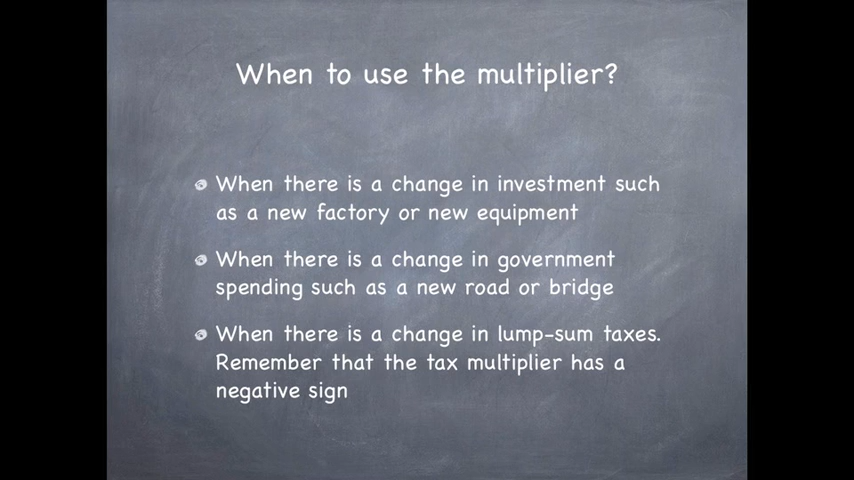 When to use the multiplier?
When there is a change in investment such
as a new factory or new equipment
When there is a change in government
spending such as a new road or bridge
When there is a change in lump-sum taxes.
Remember that the tax multiplier has a
negative sign